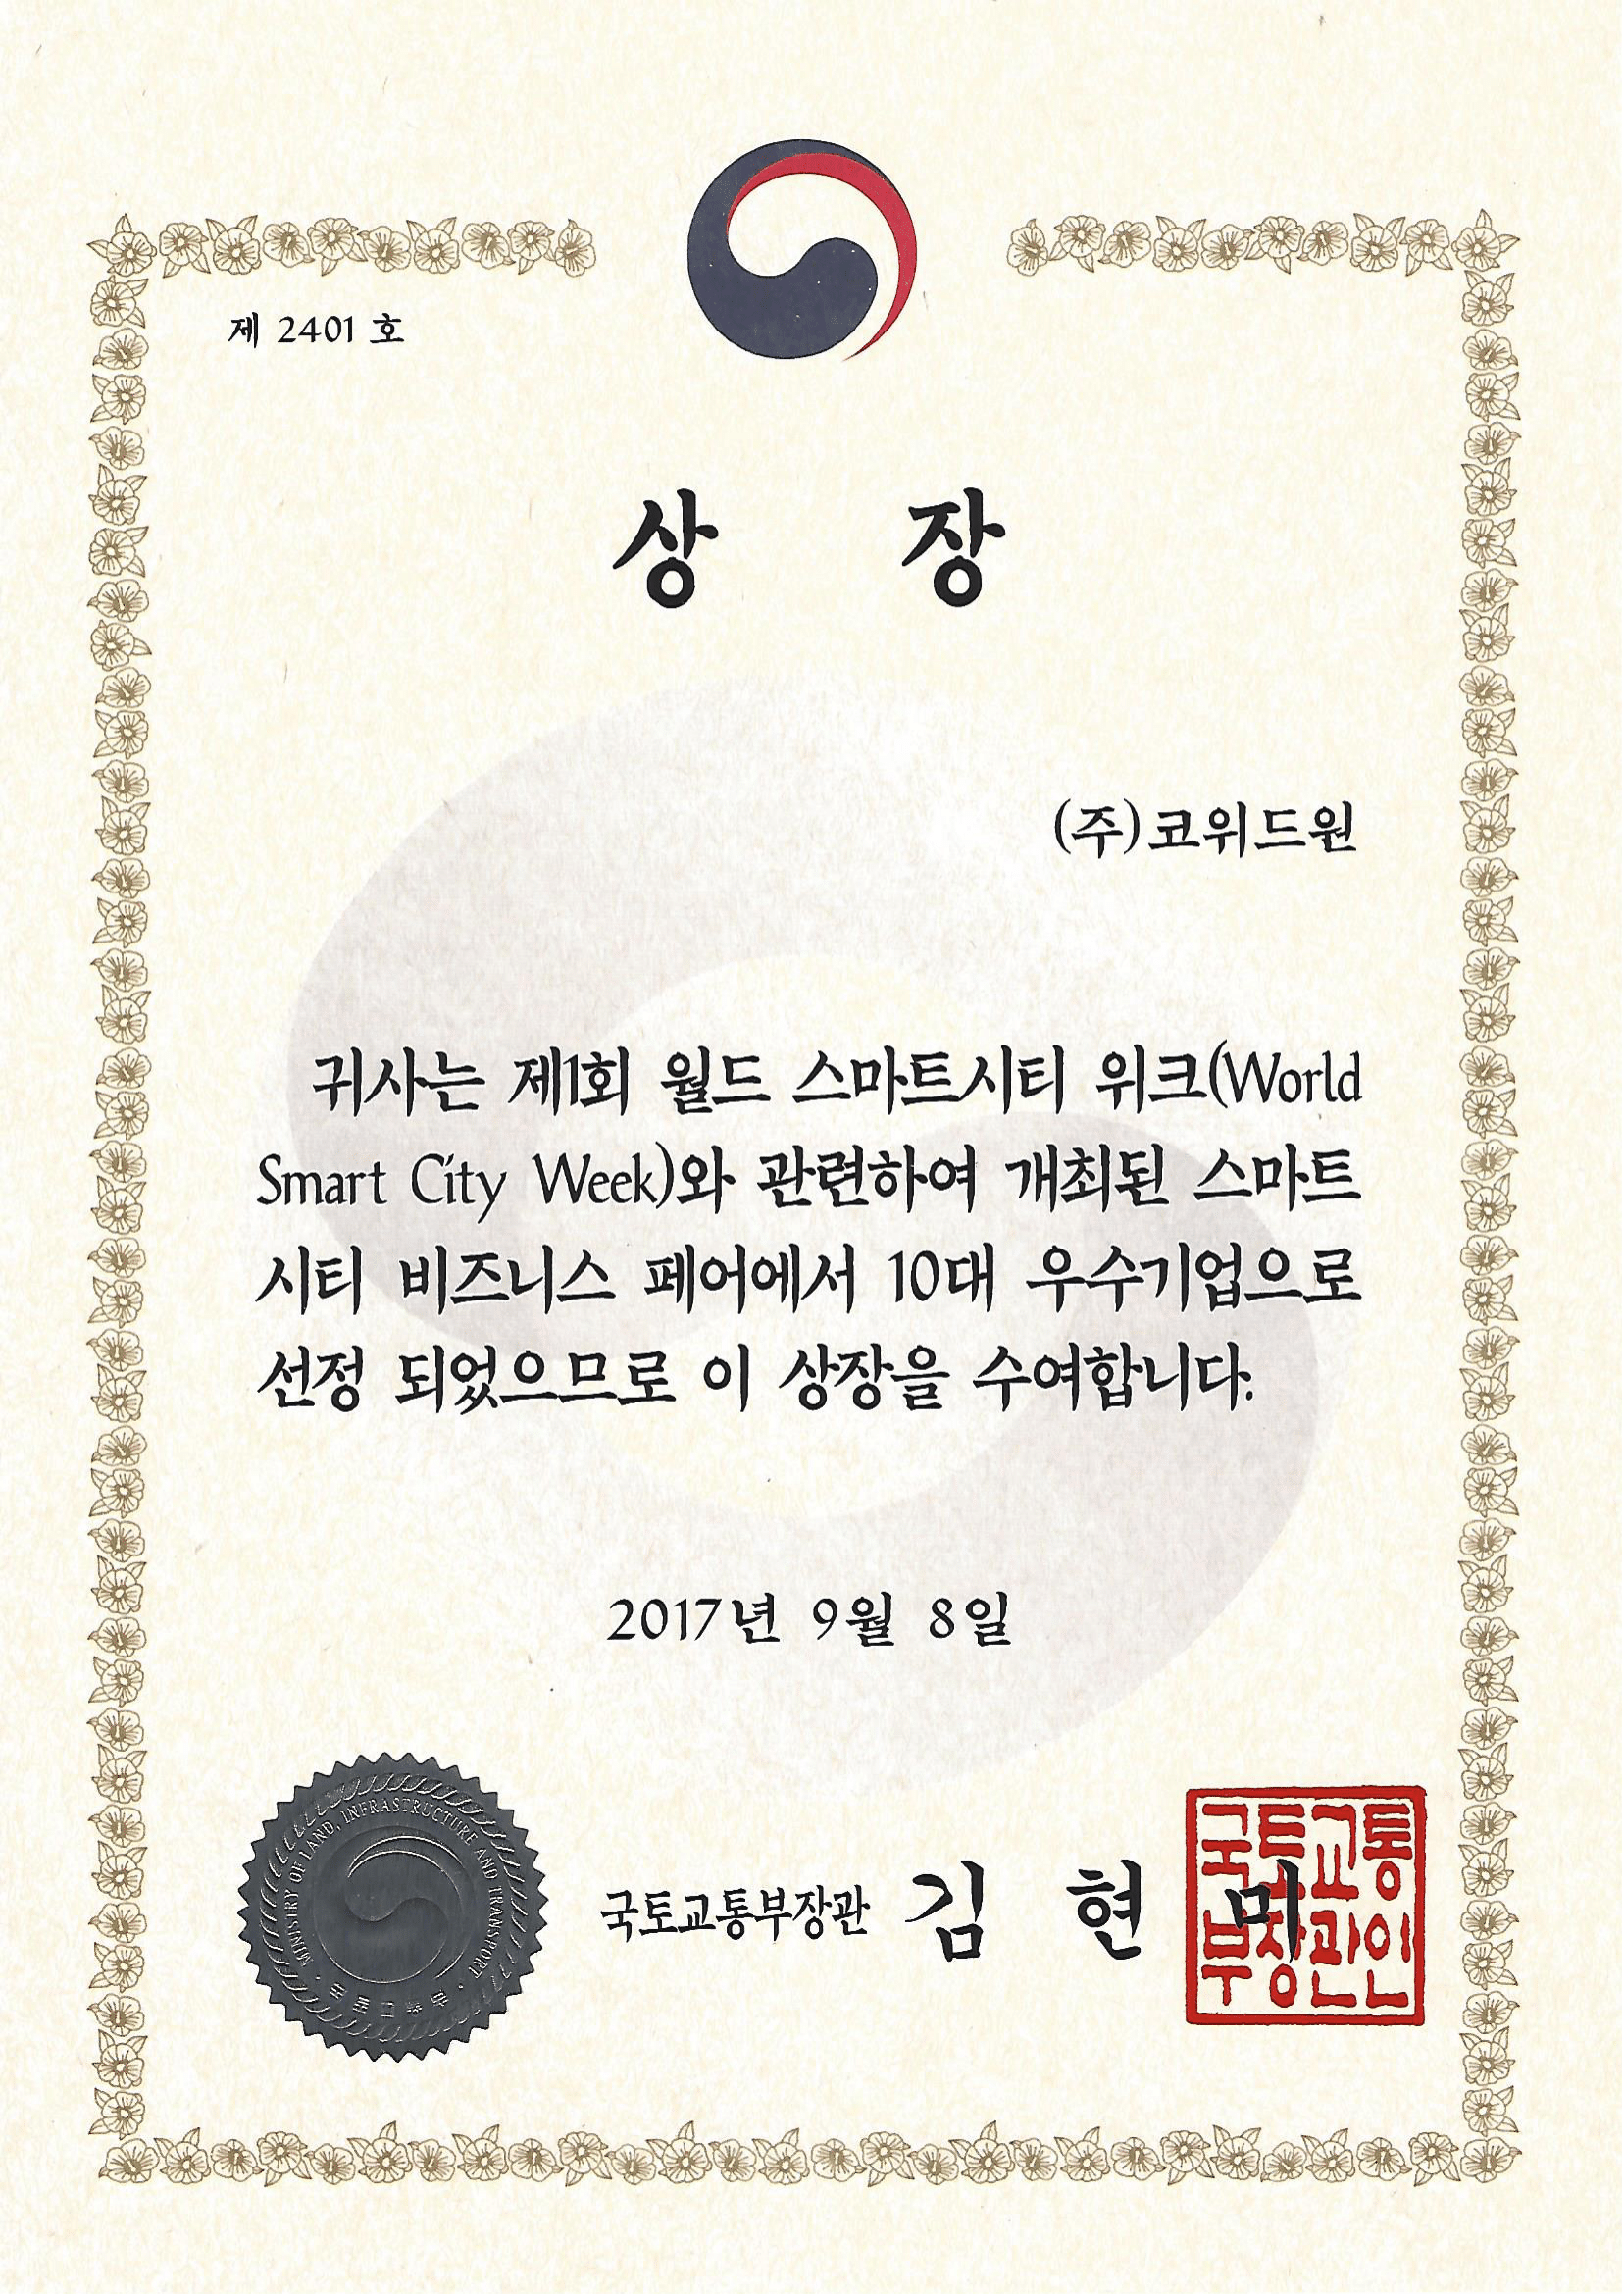 제 2401 호
상 장
(주)코위드원
귀사는 제1회 월드 스마트시티 위크(World
Smart City Week)와 관련하여 개최된 스마트
시티 비즈니스 페어에서 10대 우수기업으로
선정 되었으므로 이 상장을 수여합니다.
2017년 9월 8일
MINISTRY OF LAND, INFRASTRUCTURE AND TRANSPORT
국토교통부
국토교통부장관 김 현 미
국토교통
부장관인